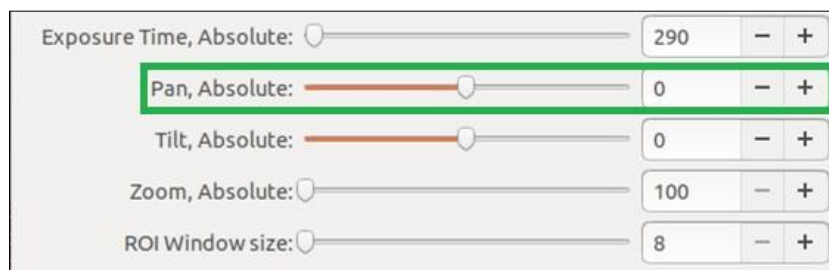 Exposure Time, Absolute: 290 − +
Pan, Absolute: 0 − +
Tilt, Absolute: 0 − +
Zoom, Absolute: 100 − +
ROI Window size: 8 − +